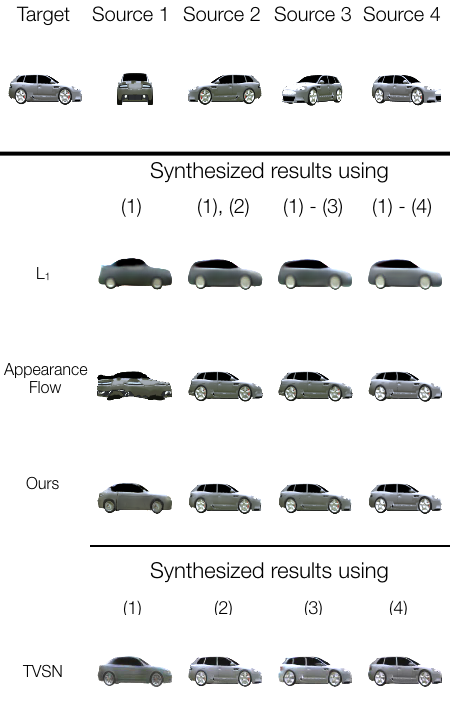 Target Source 1 Source 2 Source 3 Source 4
Synthesized results using
(1) (1), (2) (1) - (3) (1) - (4)
L₁
Appearance
Flow
Ours
Synthesized results using
(1) (2) (3) (4)
TVSN